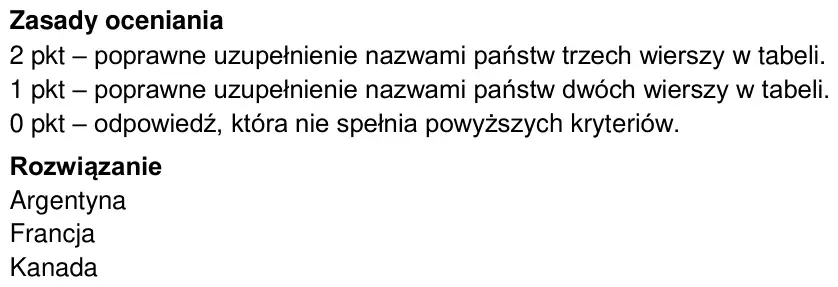 Zasady oceniania
2 pkt – poprawne uzupełnienie nazwami państw trzech wierszy w tabeli.
1 pkt – poprawne uzupełnienie nazwami państw dwóch wierszy w tabeli.
0 pkt – odpowiedź, która nie spełnia powyższych kryteriów.
Rozwiązanie
Argentyna
Francja
Kanada